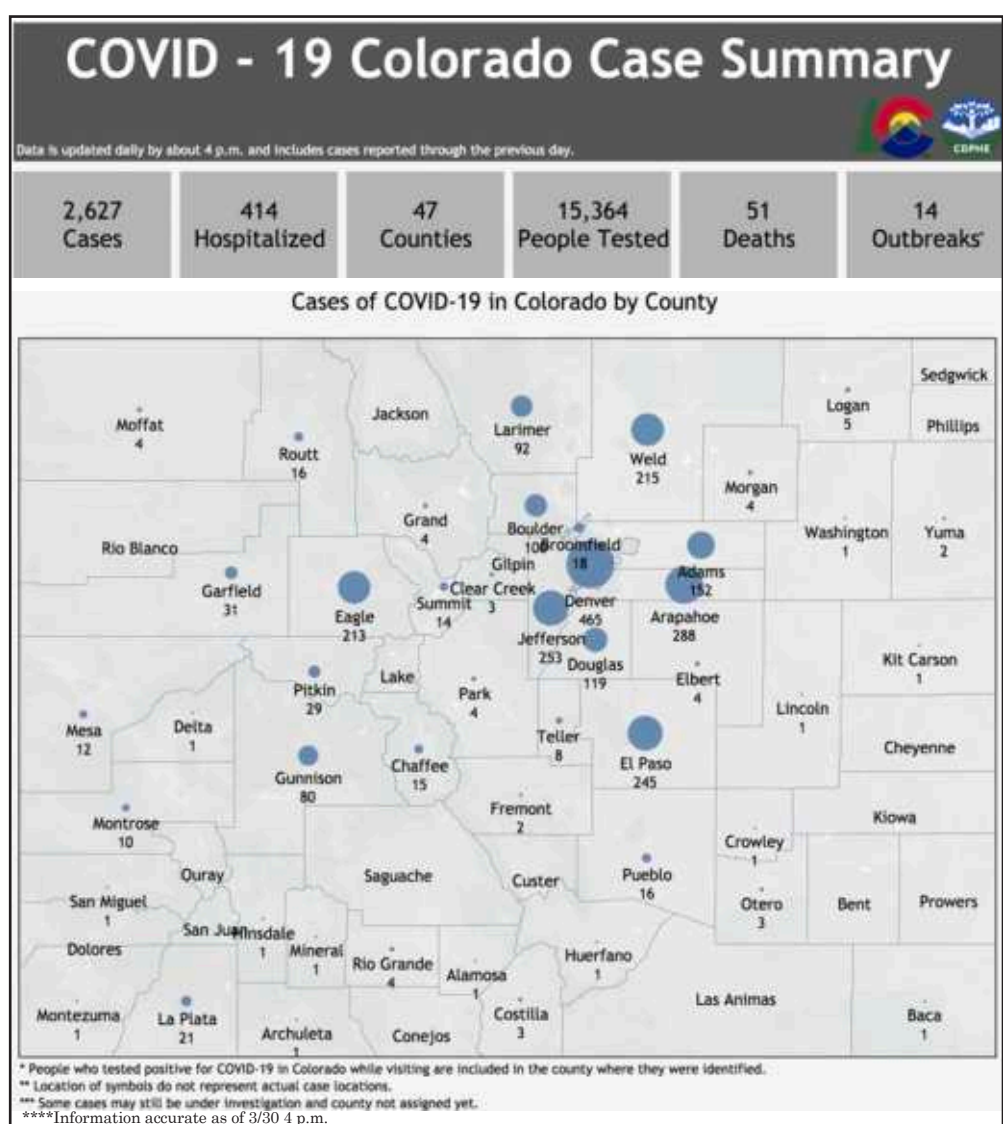 COVID - 19 Colorado Case Summary
Data is updated daily by about 4 p.m. and includes cases reported through the previous day.
CDPHE
2,627
Cases
414
Hospitalized
47
Counties
15,364
People Tested
51
Deaths
14
Outbreaks*
Cases of COVID-19 in Colorado by County
Sedgwick
Moffat
4
Routt
16
Jackson
Larimer
92
Weld
215
Logan
5
Phillips
Morgan
4
Grand
4
Boulder
Broomfield
18
Washington
1
Yuma
2
Rio Blanco
Garfield
31
Eagle
213
Summit
14
Gilpin
Clear Creek
3
Denver
465
Adams
152
Arapahoe
288
Jefferson
253
Douglas
119
Elbert
4
Kit Carson
1
Pitkin
29
Lake
Park
4
Lincoln
1
Mesa
12
Delta
1
Gunnison
80
Chaffee
15
Teller
8
El Paso
245
Cheyenne
Montrose
10
Fremont
2
Kiowa
Crowley
1
Ouray
Saguache
Custer
Pueblo
16
Otero
3
Bent
Prowers
San Miguel
1
San Juan
Hinsdale
1
Mineral
1
Rio Grande
4
Alamosa
1
Huerfano
1
Dolores
Montezuma
1
La Plata
21
Archuleta
1
Conejos
Costilla
3
Las Animas
Baca
1
* People who tested positive for COVID-19 in Colorado while visiting are included in the county where they were identified.
** Location of symbols do not represent actual case locations.
*** Some cases may still be under investigation and county not assigned yet.
****Information accurate as of 3/30 4 p.m.